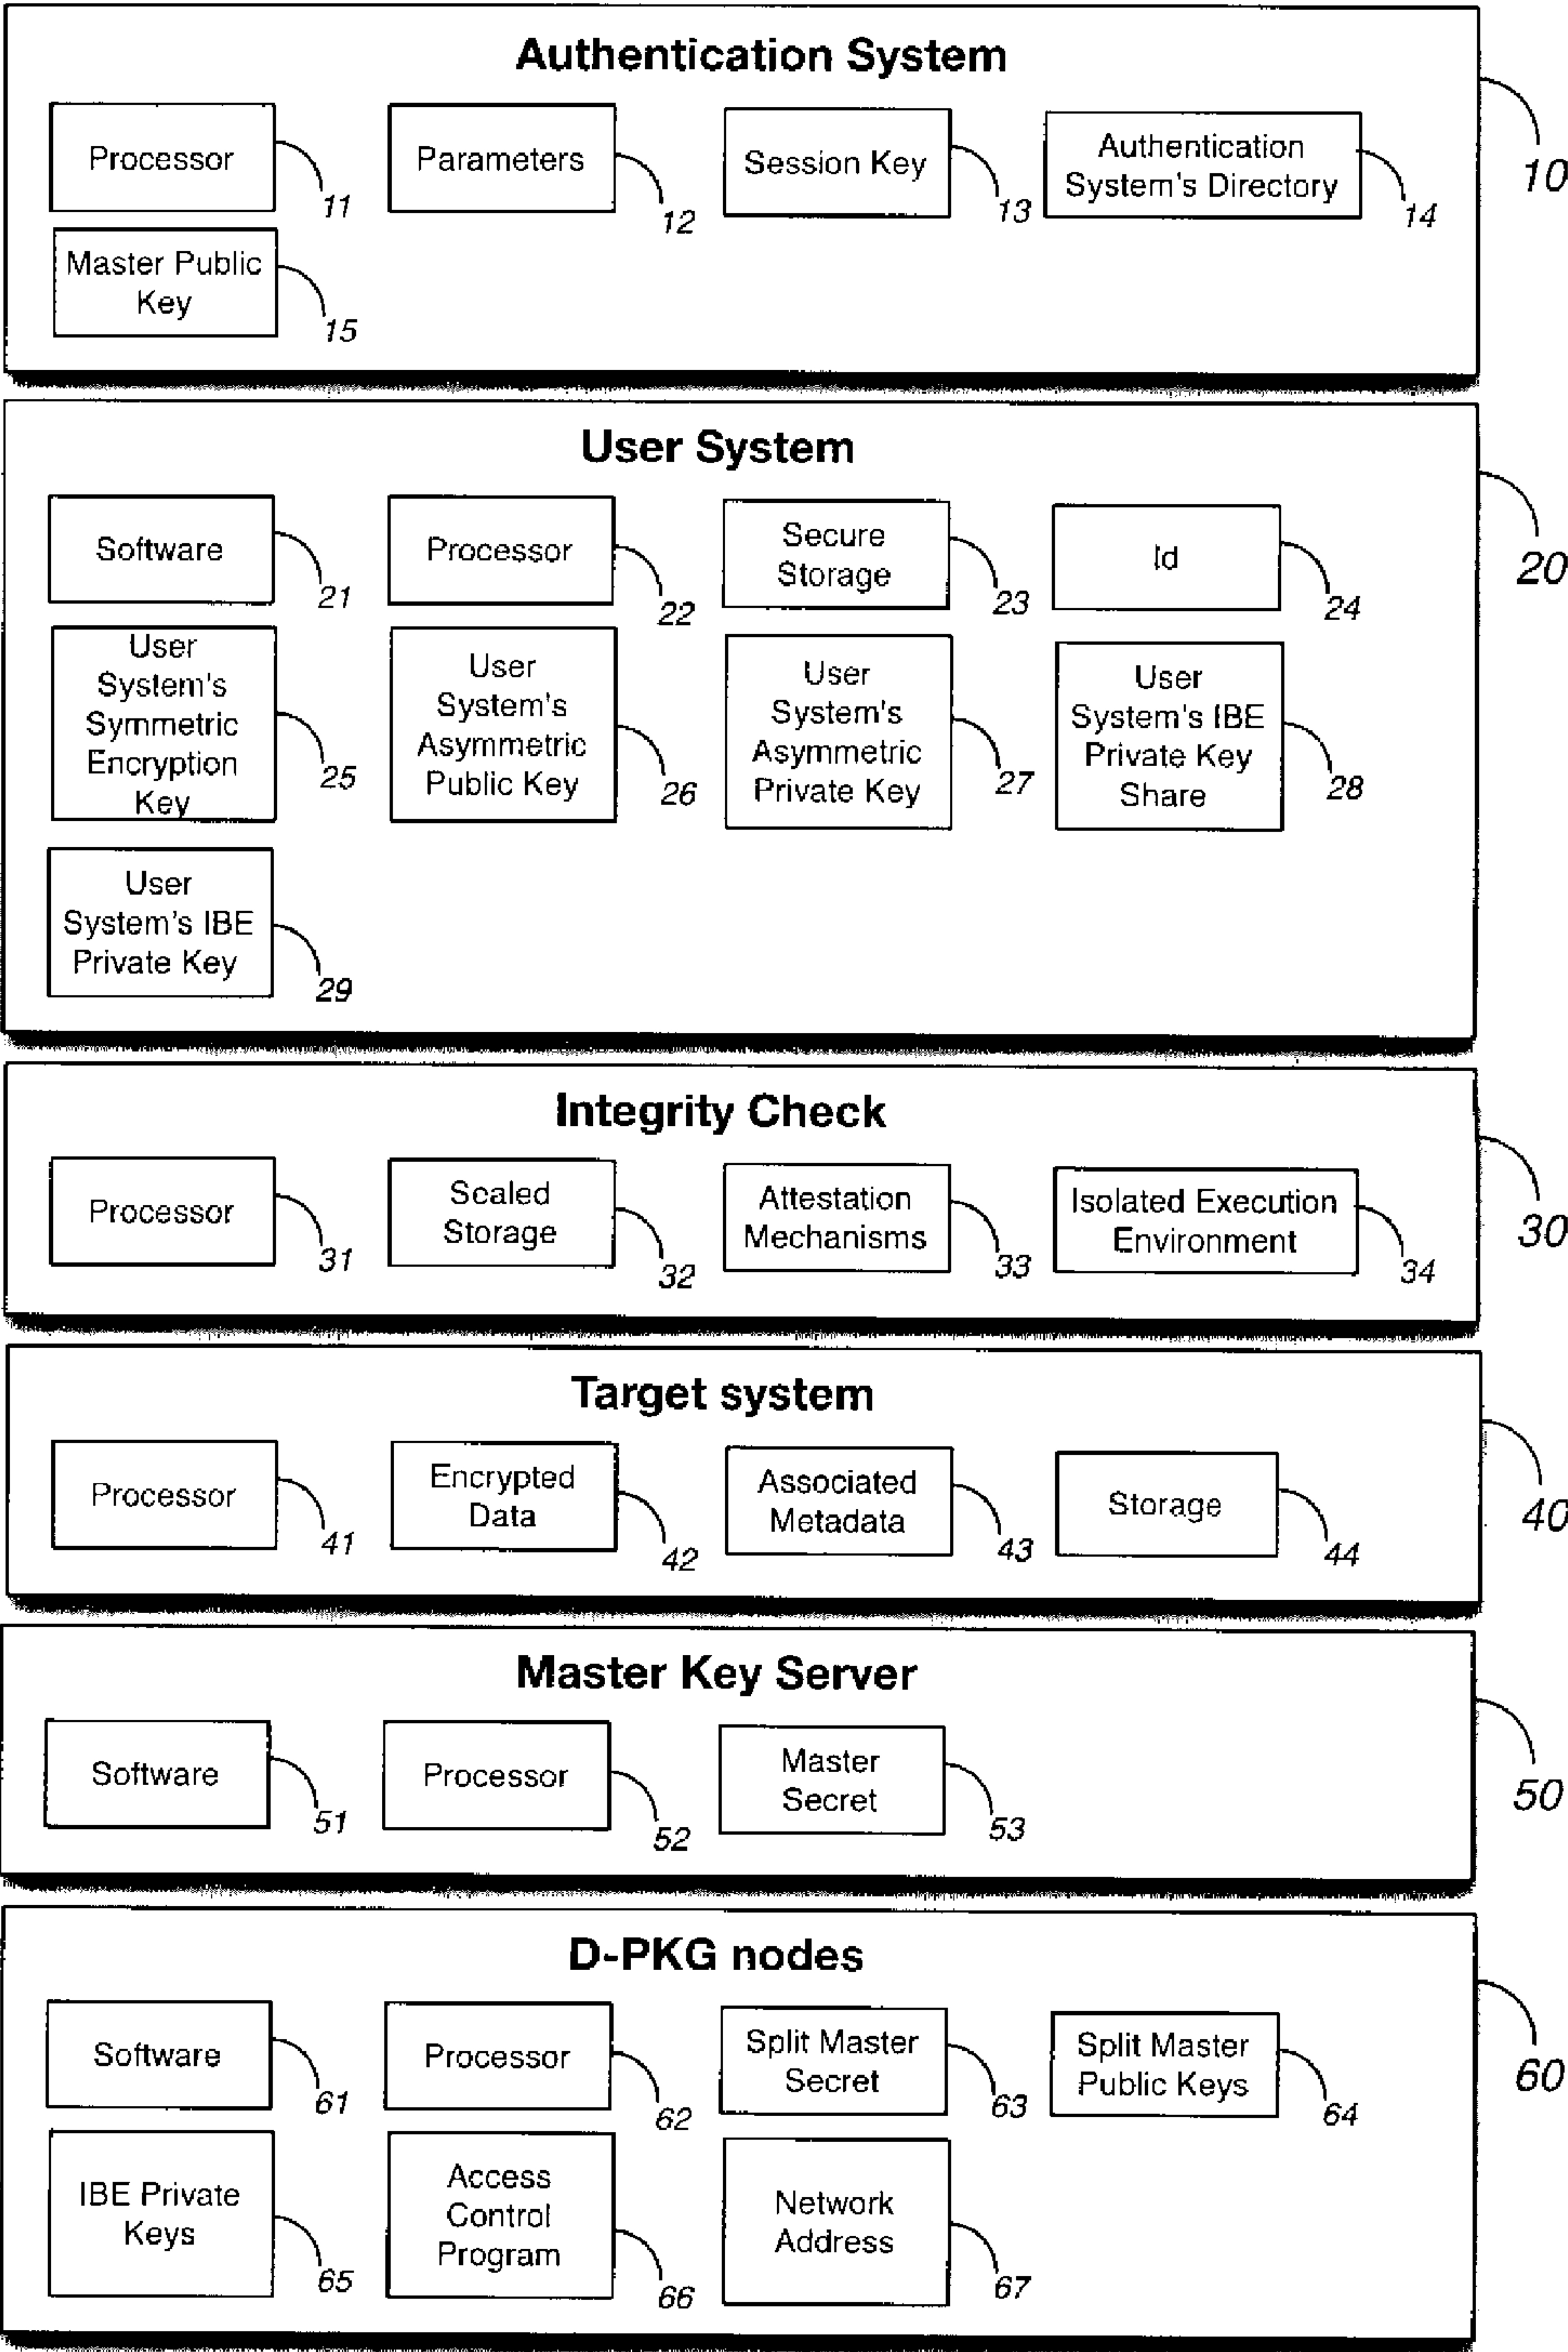 Authentication System
Processor
11
Parameters
12
Session Key
13
Authentication
System's Directory
14
10
Master Public
Key
15
User System
Software
21
Processor
22
Secure
Storage
23
Id
24
20
User
System's
Symmetric
Encryption
Key
25
User
System's
Asymmetric
Public Key
26
User
System's
Asymmetric
Private Key
27
User
System's IBE
Private Key
Share
28
User
System's IBE
Private Key
29
Integrity Check
Processor
31
Scaled
Storage
32
Attestation
Mechanisms
33
Isolated Execution
Environment
34
30
Target system
Processor
41
Encrypted
Data
42
Associated
Metadata
43
Storage
44
40
Master Key Server
Software
51
Processor
52
Master
Secret
53
50
D-PKG nodes
Software
61
Processor
62
Split Master
Secret
63
Split Master
Public Keys
64
60
IBE Private
Keys
65
Access
Control
Program
66
Network
Address
67